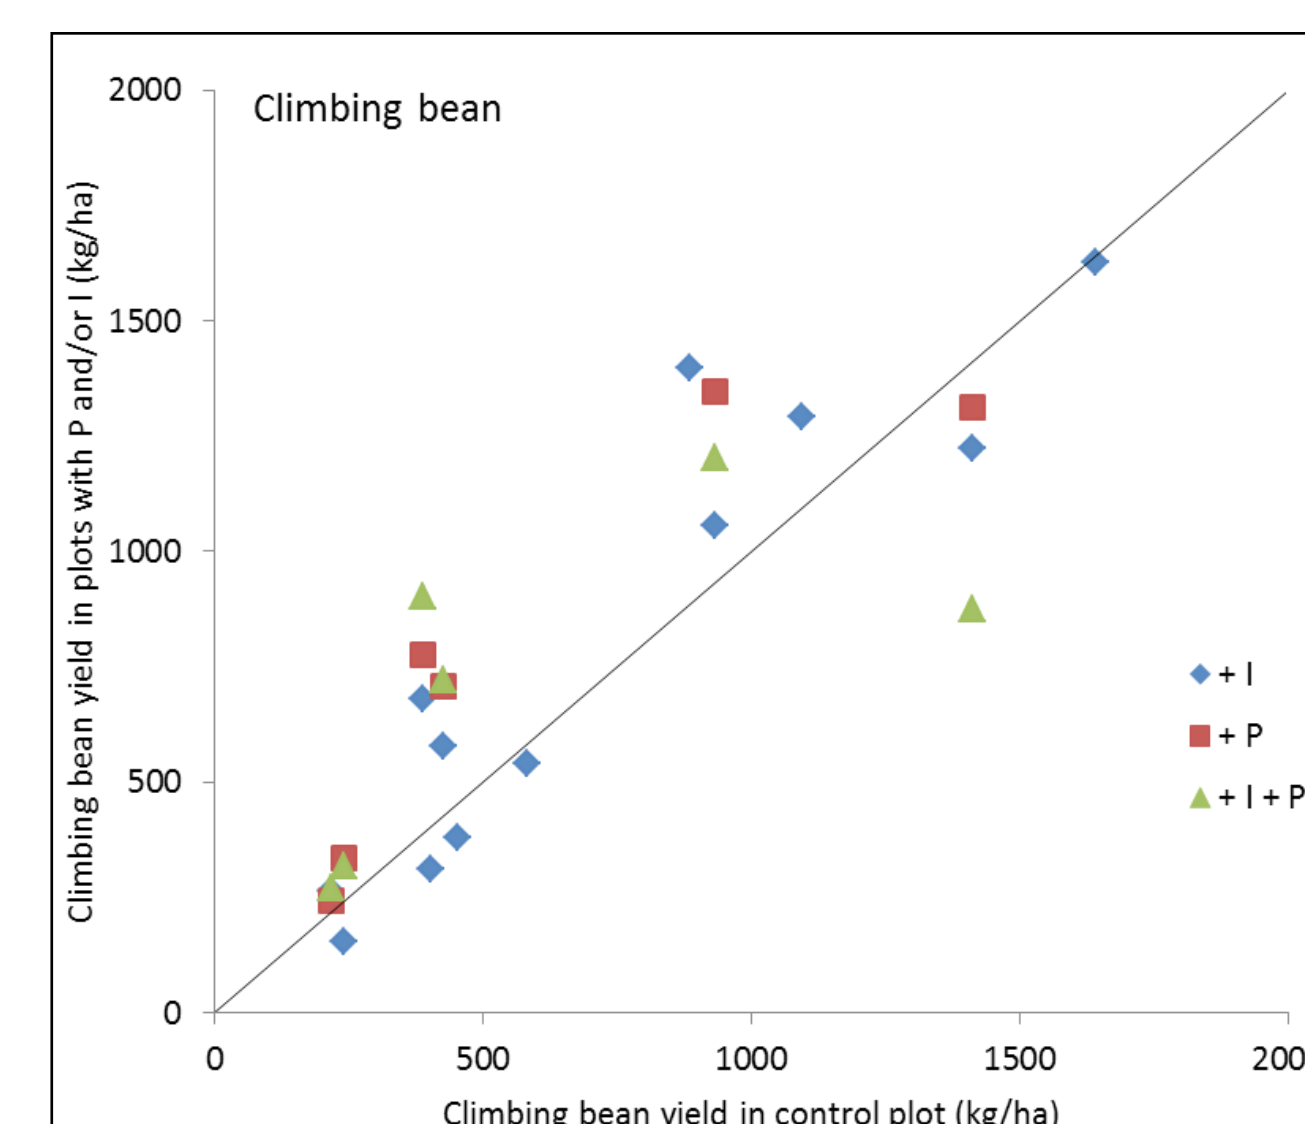 Climbing bean
Climbing bean yield in plots with P and/or I (kg/ha)
2000
1500
1000
500
0
0 500 1000 1500 200
Climbing bean yield in control plot (kg/ha)
+ I
+ P
+ I + P